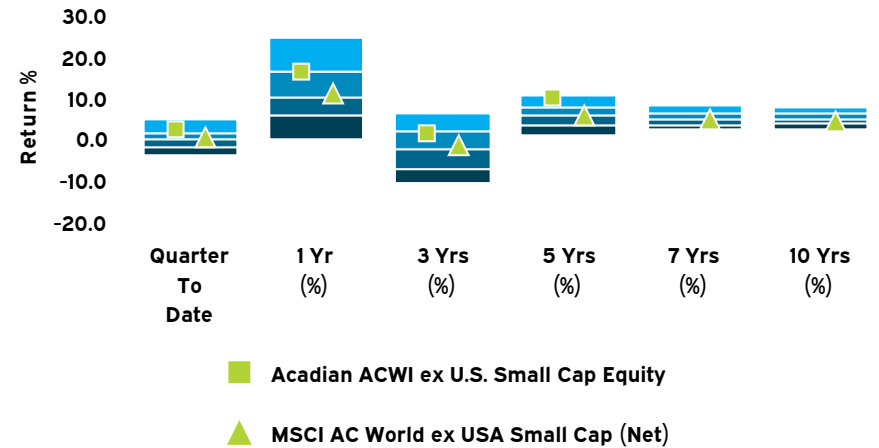 Return %
30.0
20.0
10.0
0.0
-10.0
-20.0
Quarter
To
Date
1 Yr
(%)
3 Yrs
(%)
5 Yrs
(%)
7 Yrs
(%)
10 Yrs
(%)
Acadian ACWI ex U.S. Small Cap Equity
MSCI AC World ex USA Small Cap (Net)